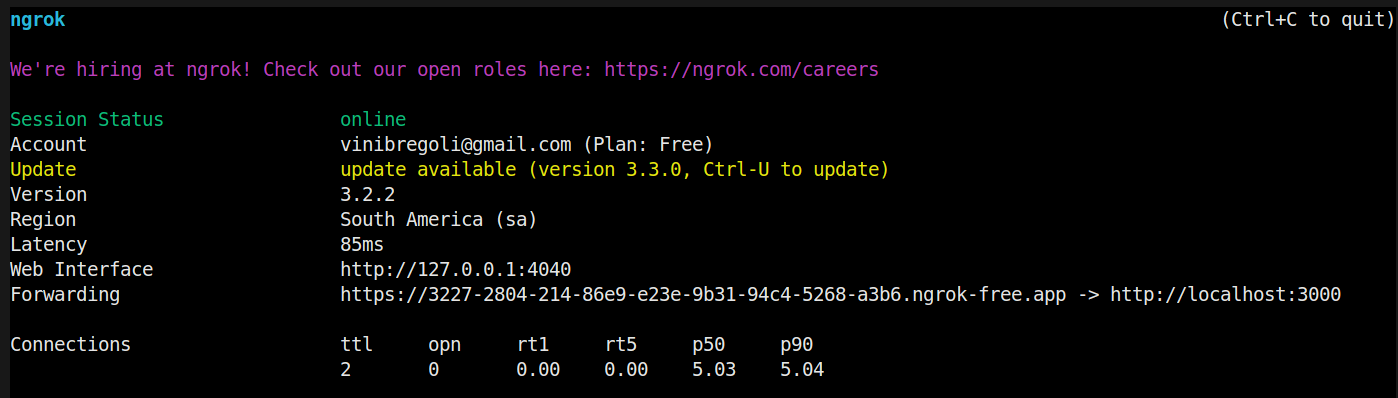 ngrok (Ctrl+C to quit)
We're hiring at ngrok! Check out our open roles here: https://ngrok.com/careers
Session Status online
Account vinibregoli@gmail.com (Plan: Free)
Update update available (version 3.3.0, Ctrl-U to update)
Version 3.2.2
Region South America (sa)
Latency 85ms
Web Interface http://127.0.0.1:4040
Forwarding https://3227-2804-214-86e9-e23e-9b31-94c4-5268-a3b6.ngrok-free.app -> http://localhost:3000
Connections ttl opn rt1 rt5 p50 p90
2 0 0.00 0.00 5.03 5.04